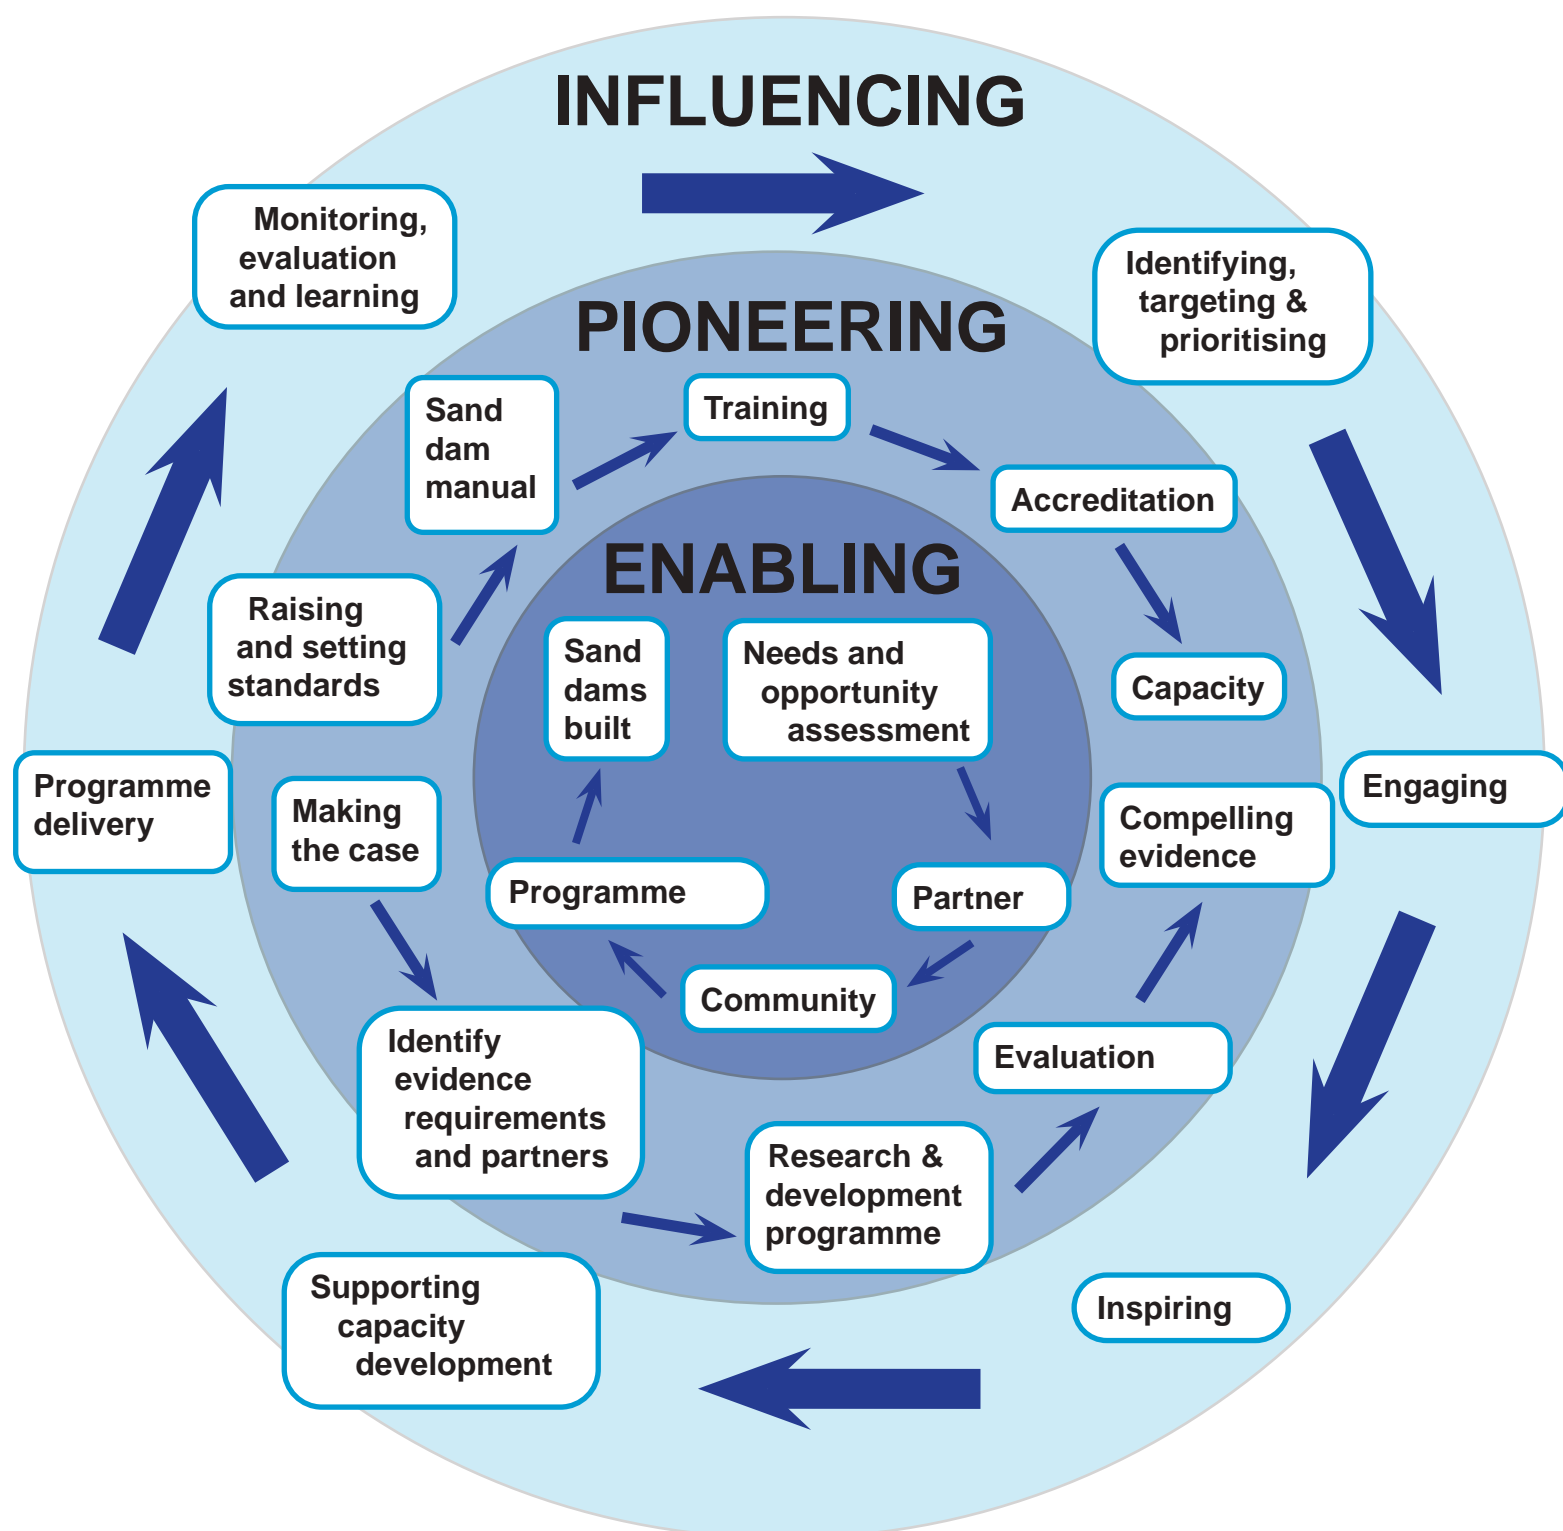 INFLUENCING
Monitoring,
evaluation
and learning
Identifying,
targeting &
prioritising
PIONEERING
Sand
dam
manual
Training
Accreditation
ENABLING
Raising
and setting
standards
Sand
dams
built
Needs and
opportunity
assessment
Capacity
Programme
delivery
Making
the case
Compelling
evidence
Engaging
Programme
Partner
Community
Identify
evidence
requirements
and partners
Evaluation
Research &
development
programme
Supporting
capacity
development
Inspiring